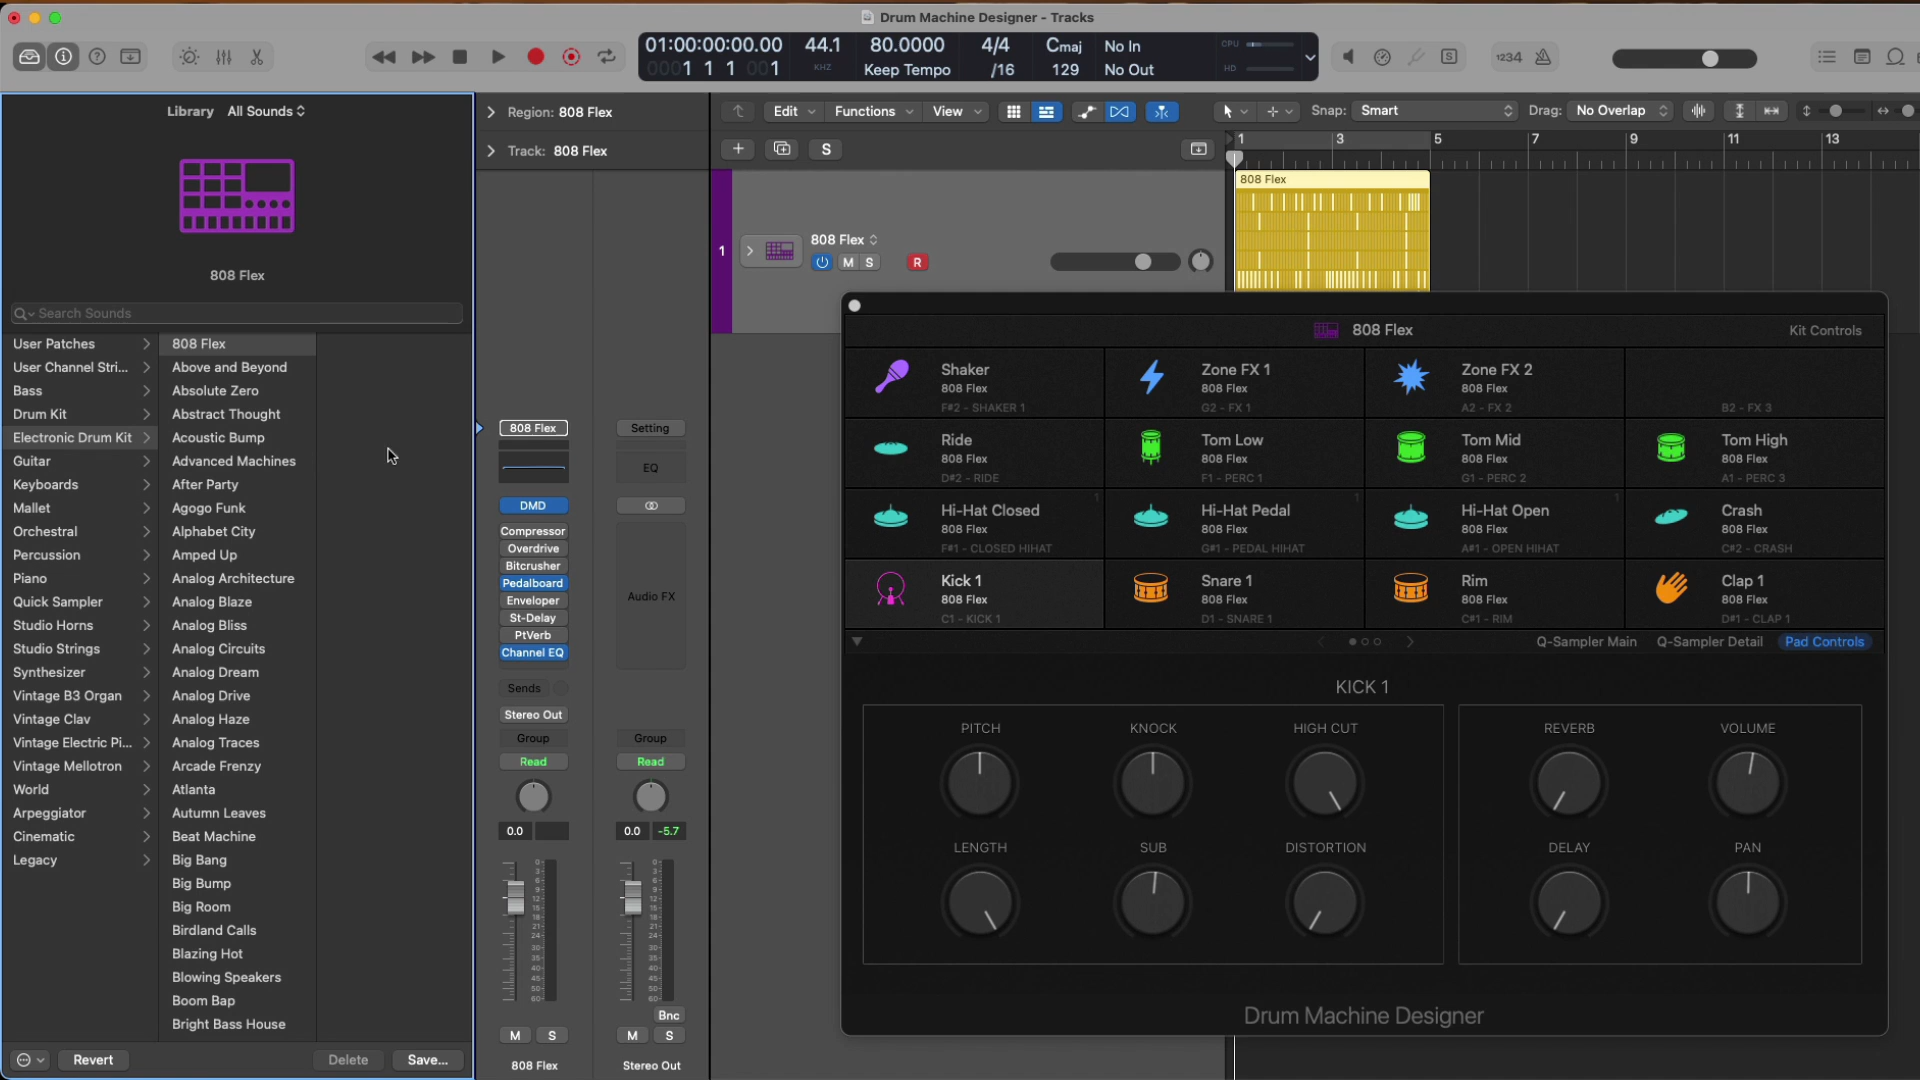 Drum Machine Designer - Tracks
01:00:00:00.00
0001 1 1 001
44.1
KHZ
80.0000
Keep Tempo
4/4
/16
Cmaj
129
No In
No Out
CPU
HD
1234
Library All Sounds
808 Flex
Search Sounds
User Patches
User Channel Stri...
Bass
Drum Kit
Electronic Drum Kit
Guitar
Keyboards
Mallet
Orchestral
Percussion
Piano
Quick Sampler
Studio Horns
Studio Strings
Synthesizer
Vintage B3 Organ
Vintage Clav
Vintage Electric Pi...
Vintage Mellotron
World
Arpeggiator
Cinematic
Legacy
808 Flex
Above and Beyond
Absolute Zero
Abstract Thought
Acoustic Bump
Advanced Machines
After Party
Agogo Funk
Alphabet City
Amped Up
Analog Architecture
Analog Blaze
Analog Bliss
Analog Circuits
Analog Dream
Analog Drive
Analog Haze
Analog Traces
Arcade Frenzy
Atlanta
Autumn Leaves
Beat Machine
Big Bang
Big Bump
Big Room
Birdland Calls
Blazing Hot
Blowing Speakers
Boom Bap
Bright Bass House
Revert
Delete
Save...
Region: 808 Flex
Track: 808 Flex
808 Flex
DMD
Compressor
Overdrive
Bitcrusher
Pedalboard
Enveloper
St-Delay
PtVerb
Channel EQ
Sends
Stereo Out
Group
Read
0.0
M S
808 Flex
Setting
EQ
Audio FX
Group
Read
0.0 -5.7
Bnc
M S
Stereo Out
Edit Functions View
Snap: Smart
Drag: No Overlap
S
1 3 5 7 9 11 13
1
808 Flex
M S R
808 Flex
808 Flex
Kit Controls
Shaker
808 Flex
F#2 - SHAKER 1
Zone FX 1
808 Flex
G2 - FX 1
Zone FX 2
808 Flex
A2 - FX 2
B2 - FX 3
Ride
808 Flex
D#2 - RIDE
Tom Low
808 Flex
F1 - PERC 1
Tom Mid
808 Flex
G1 - PERC 2
Tom High
808 Flex
A1 - PERC 3
Hi-Hat Closed
808 Flex
F#1 - CLOSED HIHAT
1
Hi-Hat Pedal
808 Flex
G#1 - PEDAL HIHAT
1
Hi-Hat Open
808 Flex
A#1 - OPEN HIHAT
1
Crash
808 Flex
C#2 - CRASH
Kick 1
808 Flex
C1 - KICK 1
Snare 1
808 Flex
D1 - SNARE 1
Rim
808 Flex
C#1 - RIM
Clap 1
808 Flex
D#1 - CLAP 1
Q-Sampler Main Q-Sampler Detail Pad Controls
KICK 1
PITCH KNOCK HIGH CUT REVERB VOLUME
LENGTH SUB DISTORTION DELAY PAN
Drum Machine Designer